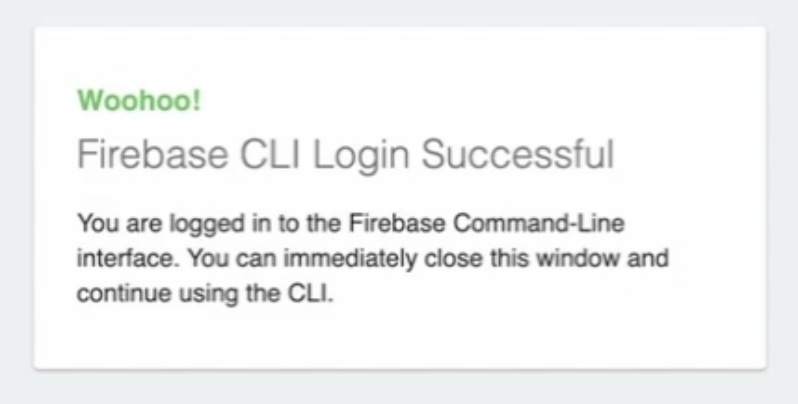 Woohoo!
Firebase CLI Login Successful
You are logged in to the Firebase Command-Line
interface. You can immediately close this window and
continue using the CLI.